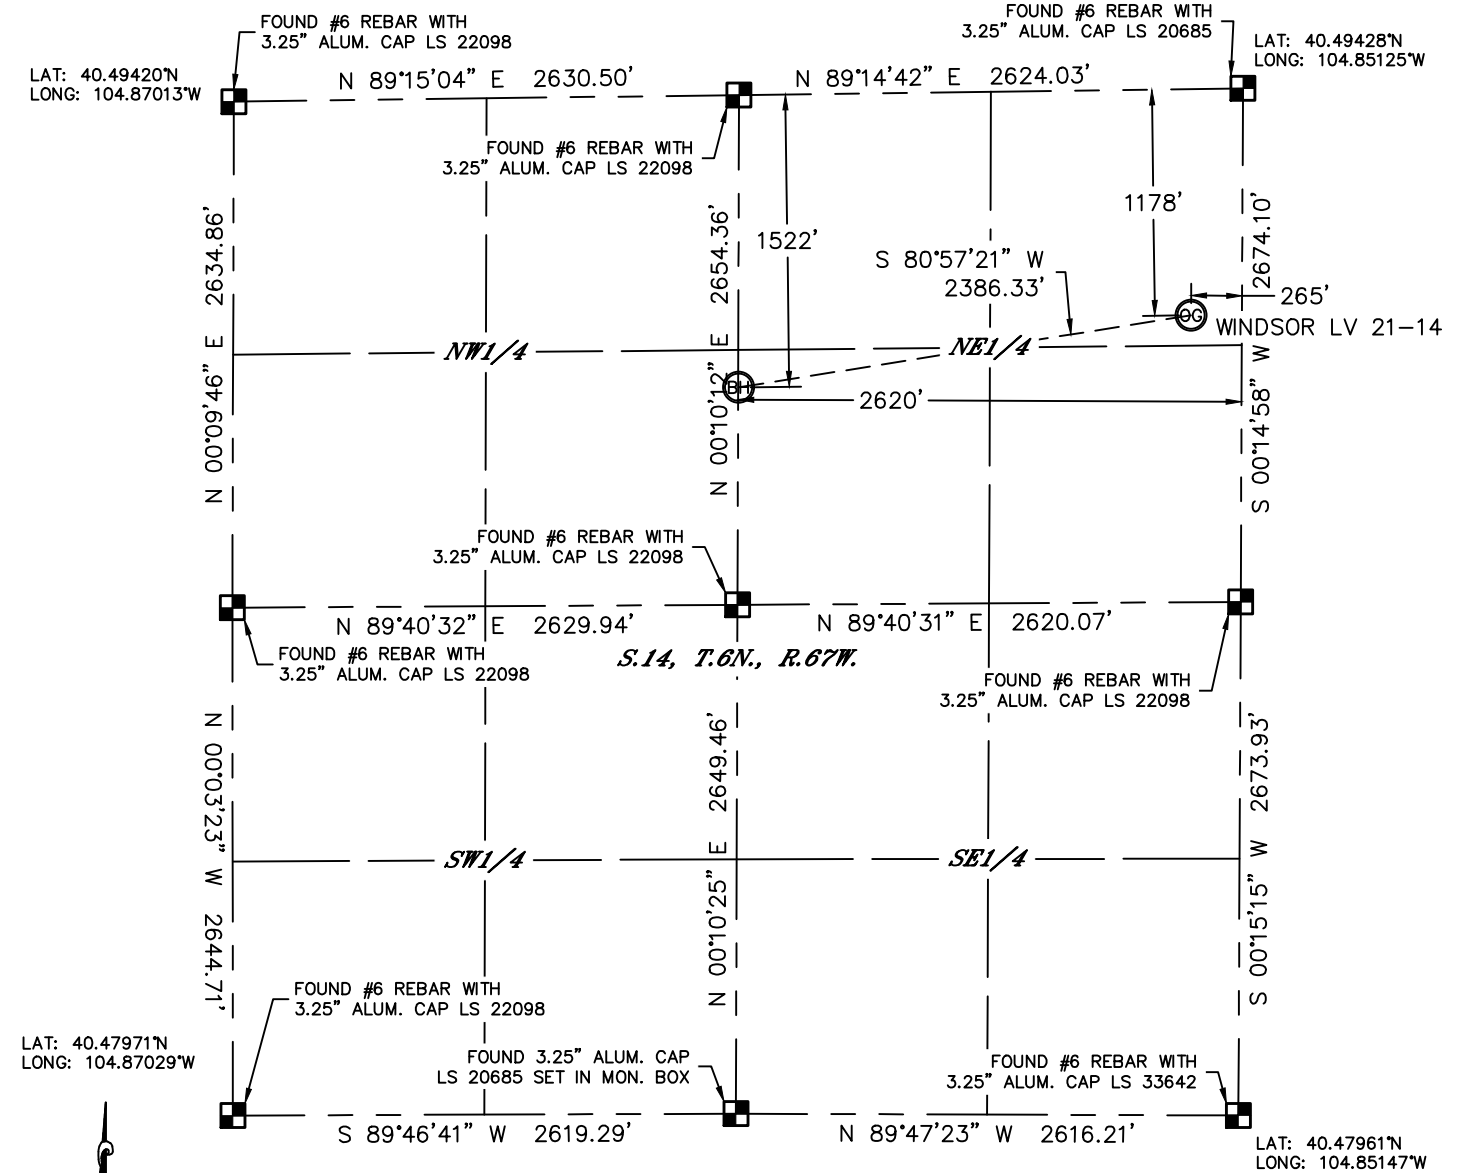 FOUND #6 REBAR WITH
3.25” ALUM. CAP LS 22098
FOUND #6 REBAR WITH
3.25” ALUM. CAP LS 20685
LAT: 40.49420°N
LONG: 104.87013°W
LAT: 40.49428°N
LONG: 104.85125°W
N 89°15’04” E 2630.50’
N 89°14’42” E 2624.03’
FOUND #6 REBAR WITH
3.25” ALUM. CAP LS 22098
N 00°09’49” E 2634.86’
N 00°10’12” E 2654.36’
1522’
1178’
S 00°14’58” W 2674.10’
S 80°57’21” W
2386.33’
265’
OG
WINDSOR LV 21-14
NW1/4
NE1/4
BH
2620’
FOUND #6 REBAR WITH
3.25” ALUM. CAP LS 22098
N 89°40’32” E 2629.94’
N 89°40’31” E 2620.07’
FOUND #6 REBAR WITH
3.25” ALUM. CAP LS 22098
S.14, T.6N., R.67W.
FOUND #6 REBAR WITH
3.25” ALUM. CAP LS 22098
N 00°03’23” W 2644.71’
N 00°10’25” E 2649.46’
S 00°15’15” W 2673.93’
SW1/4
SE1/4
FOUND #6 REBAR WITH
3.25” ALUM. CAP LS 22098
LAT: 40.47971°N
LONG: 104.87029°W
FOUND 3.25” ALUM. CAP
LS 20685 SET IN MON. BOX
FOUND #6 REBAR WITH
3.25” ALUM. CAP LS 33642
S 89°46’41” W 2619.29’
N 89°47’23” W 2616.21’
LAT: 40.47961°N
LONG: 104.85147°W